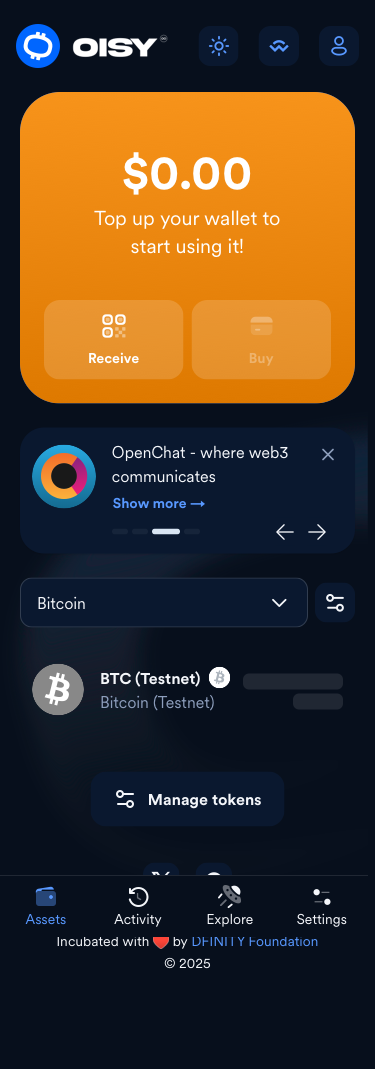 OISY
$0.00
Top up your wallet to
start using it!
Receive
Buy
OpenChat - where web3
communicates
Show more →
Bitcoin
BTC (Testnet)
Bitcoin (Testnet)
Manage tokens
Assets
Activity
Explore
Settings
Incubated with ❤️ by DFINITY Foundation
© 2025